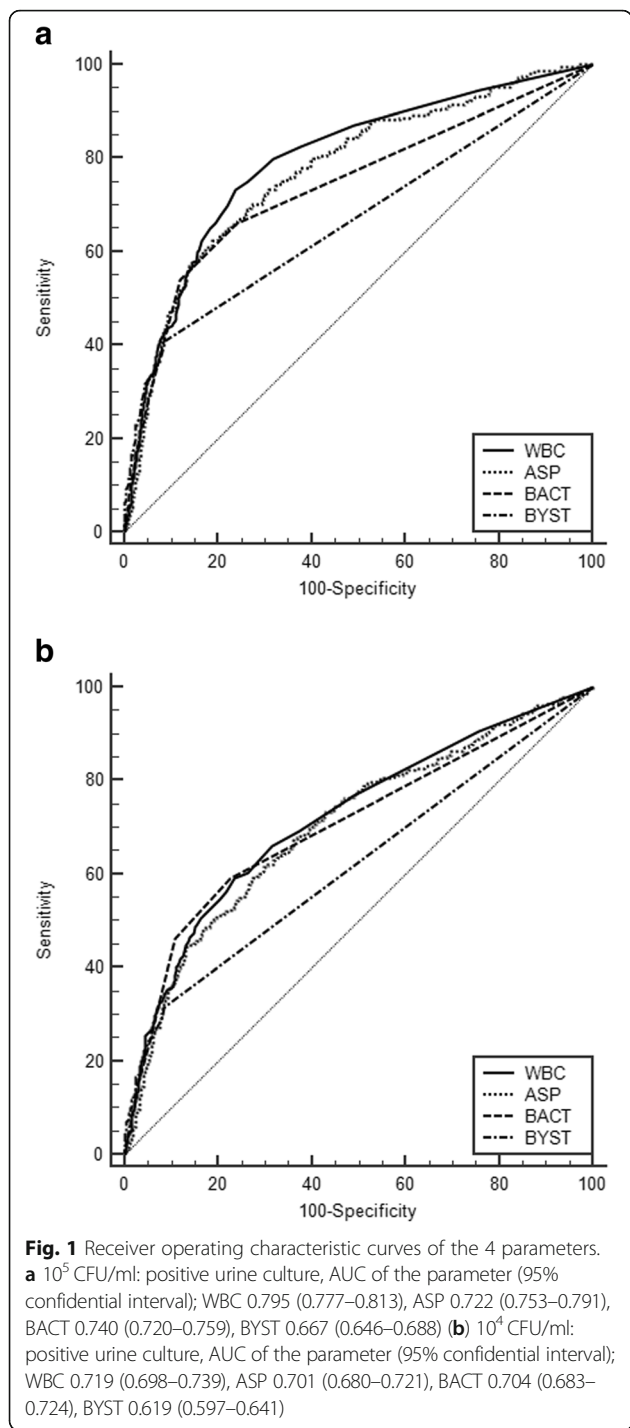 a
100
80
60
40
20
0
Sensitivity
WBC
ASP
BACT
BYST
0 20 40 60 80 100
100-Specificity
b
100
80
60
40
20
0
Sensitivity
WBC
ASP
BACT
BYST
0 20 40 60 80 100
100-Specificity
Fig. 1 Receiver operating characteristic curves of the 4 parameters.
a 10⁵ CFU/ml: positive urine culture, AUC of the parameter (95%
confidential interval); WBC 0.795 (0.777–0.813), ASP 0.722 (0.753–0.791),
BACT 0.740 (0.720–0.759), BYST 0.667 (0.646–0.688) (b) 10⁴ CFU/ml:
positive urine culture, AUC of the parameter (95% confidential interval);
WBC 0.719 (0.698–0.739), ASP 0.701 (0.680–0.721), BACT 0.704 (0.683–
0.724), BYST 0.619 (0.597–0.641)